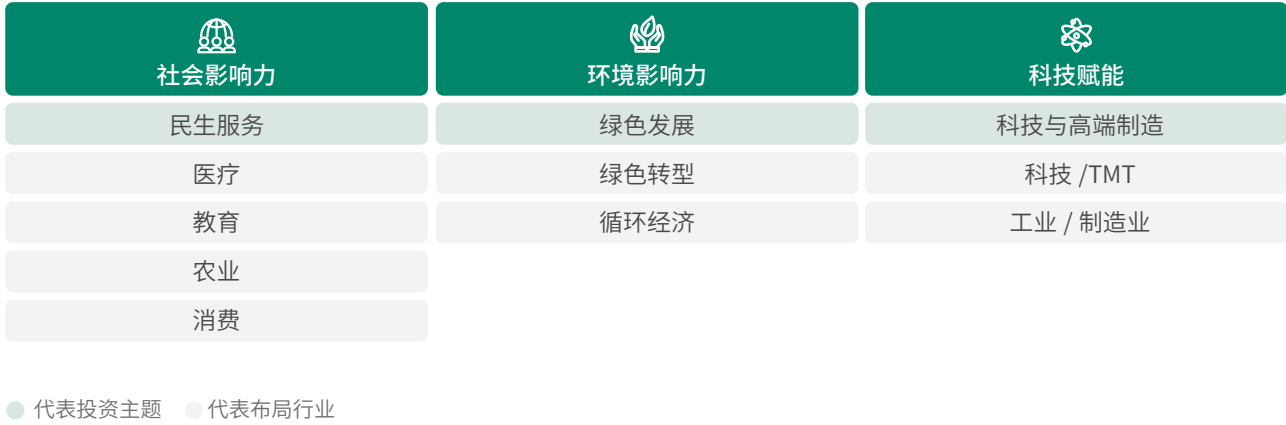 社会影响力
环境影响力
科技赋能
民生服务
绿色发展
科技与高端制造
医疗
绿色转型
科技 /TMT
教育
循环经济
工业 / 制造业
农业
消费
代表投资主题
代表布局行业